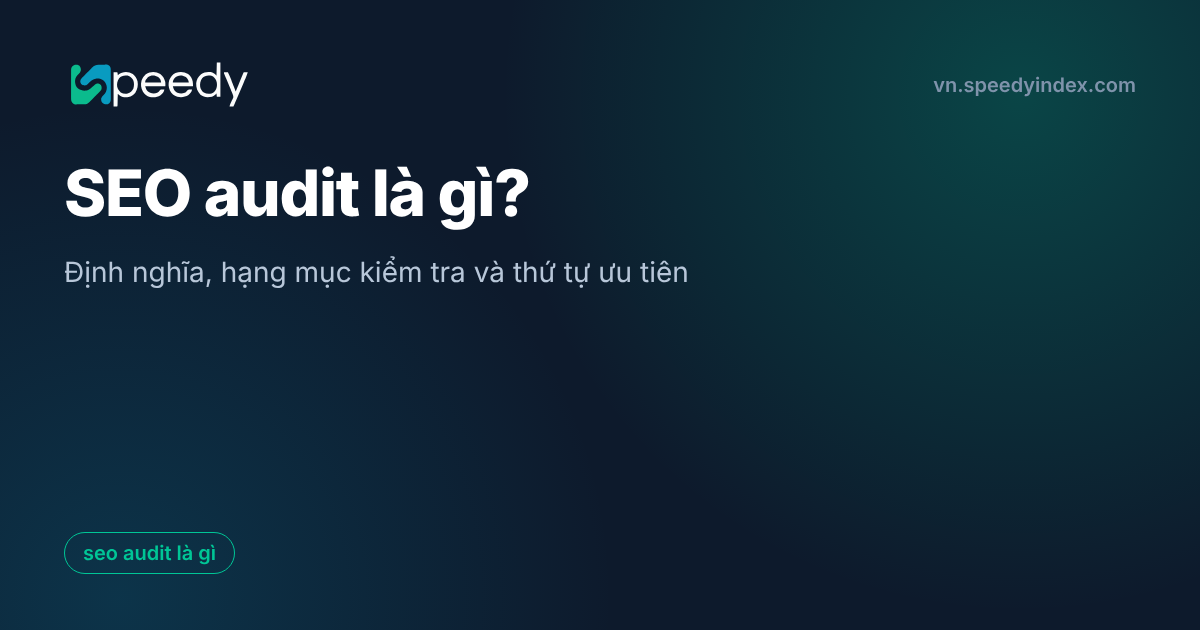 Speedy
vn.speedyindex.com
SEO audit là gì?
Định nghĩa, hạng mục kiểm tra và thứ tự ưu tiên
seo audit là gì